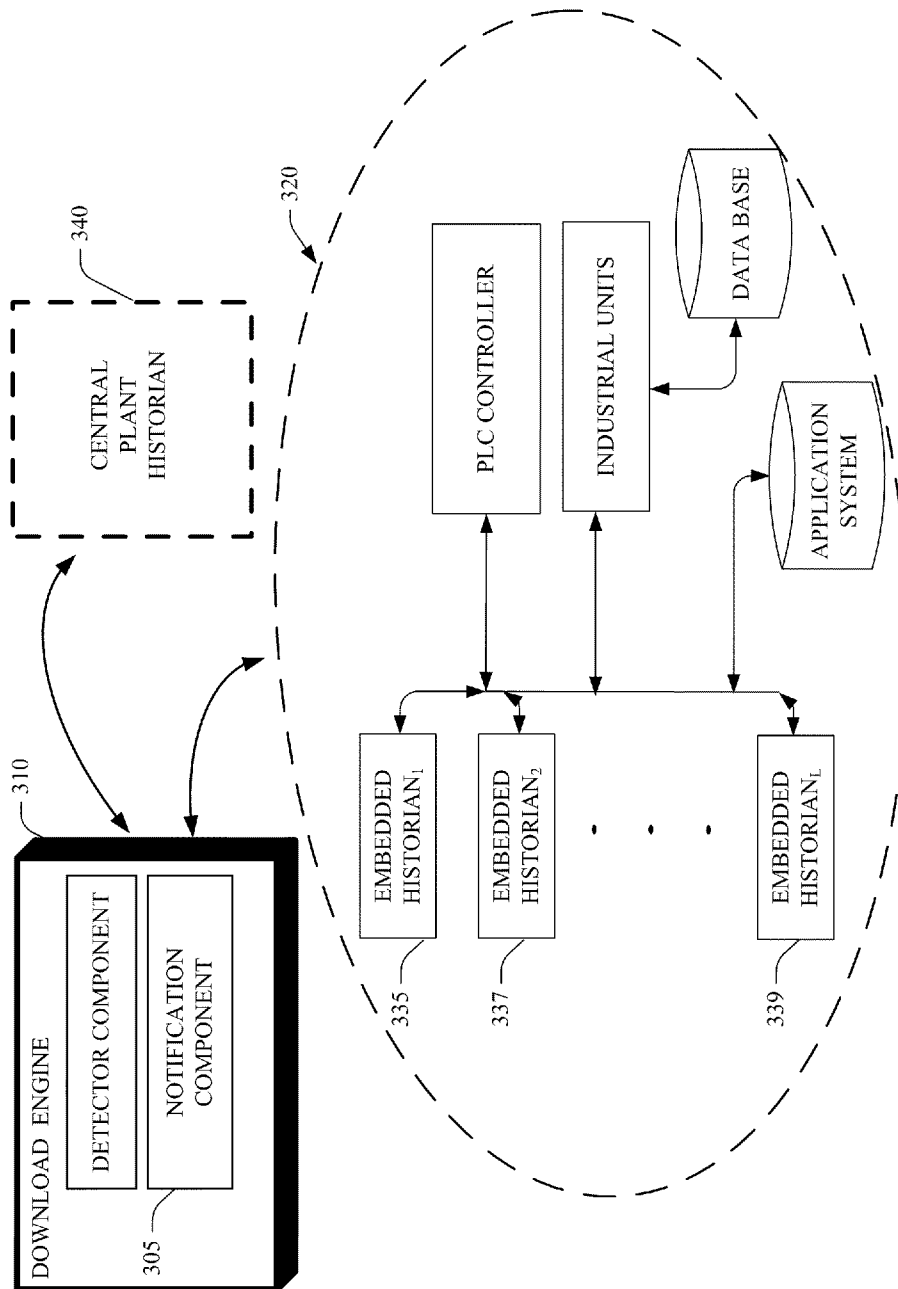 310
DOWNLOAD ENGINE
DETECTOR COMPONENT
NOTIFICATION
COMPONENT
305
340
CENTRAL
PLANT
HISTORIAN
320
335
EMBEDDED
HISTORIAN1
337
EMBEDDED
HISTORIAN2
339
EMBEDDED
HISTORIANL
PLC CONTROLLER
INDUSTRIAL UNITS
DATA BASE
APPLICATION
SYSTEM